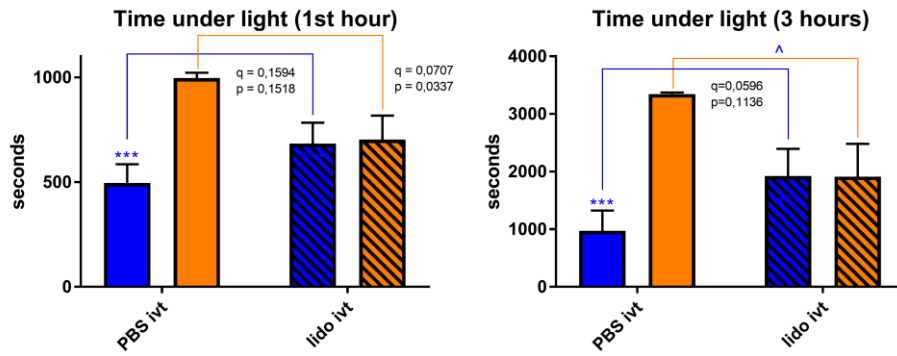 Time under light (1st hour)
seconds
1000
500
0
***
q = 0,1594
p = 0,1518
q = 0,0707
p = 0,0337
PBS ivt
lido ivt
Time under light (3 hours)
seconds
4000
3000
2000
1000
0
***
^
q=0,0596
p=0,1136
PBS ivt
lido ivt